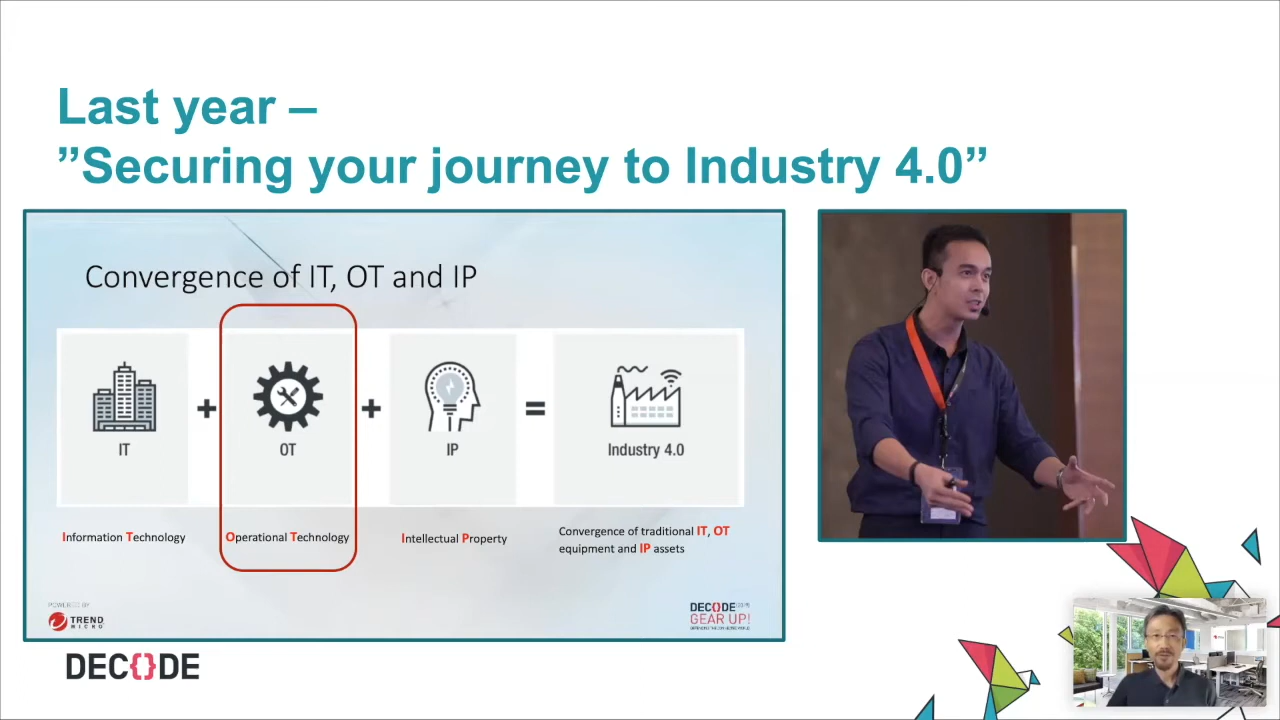 Last year –
”Securing your journey to Industry 4.0”
Convergence of IT, OT and IP
IT
+
OT
+
IP
=
Industry 4.0
Information Technology
Operational Technology
Intellectual Property
Convergence of traditional IT, OT
equipment and IP assets
POWERED BY
TREND
MICRO
DECODE
GEAR UP!
DEC{}DE